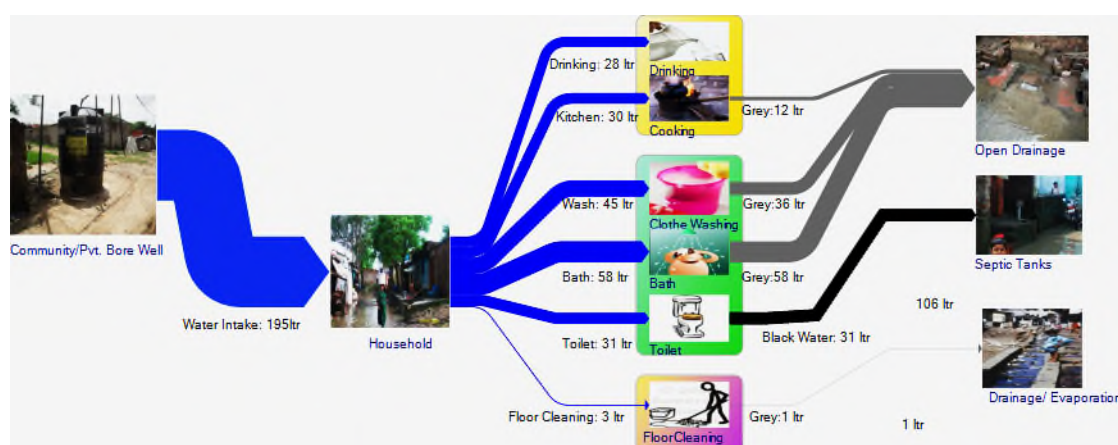 Drinking: 28 ltr
Drinking
Kitchen: 30 ltr
Grey:12 ltr
Cooking
Open Drainage
Wash: 45 ltr
Grey:36 ltr
Clothe Washing
Community/Pvt. Bore Well
Bath: 58 ltr
Bath
Grey:58 ltr
Septic Tanks
106 ltr
Water Intake: 195ltr
Household
Toilet: 31 ltr
Toilet
Black Water: 31 ltr
Drainage/ Evaporation
Floor Cleaning: 3 ltr
Grey:1 ltr
1 ltr
FloorCleaning